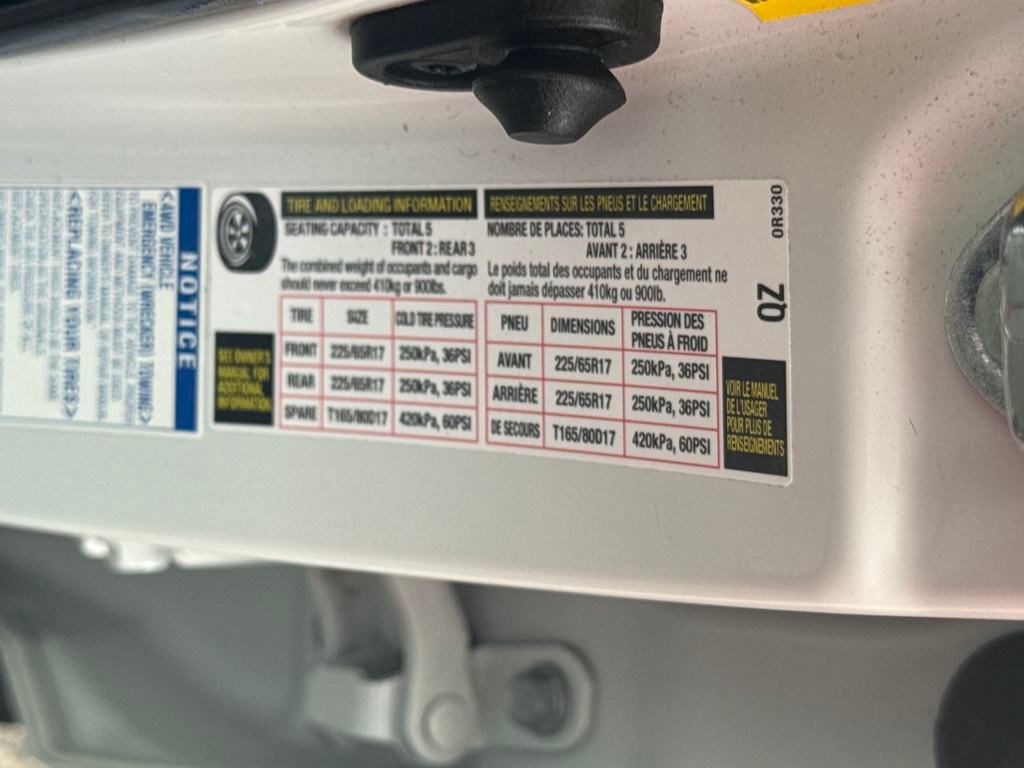 NOTICE
<4WD VEHICLE
EMERGENCY (WRECKER) TOWING>
<REPLACING YOUR TIRES>
TIRE AND LOADING INFORMATION
SEATING CAPACITY : TOTAL 5
FRONT 2 : REAR 3
The combined weight of occupants and cargo
should never exceed 410kg or 900lbs.
TIRE SIZE COLD TIRE PRESSURE
FRONT 225/65R17 250kPa, 36PSI
REAR 225/65R17 250kPa, 36PSI
SPARE T165/80D17 420kPa, 60PSI
SEE OWNER'S
MANUAL FOR
ADDITIONAL
INFORMATION
RENSEIGNEMENTS SUR LES PNEUS ET LE CHARGEMENT
NOMBRE DE PLACES: TOTAL 5
AVANT 2 : ARRIÈRE 3
Le poids total des occupants et du chargement ne
doit jamais dépasser 410kg ou 900lb.
PNEU DIMENSIONS PRESSION DES
PNEUS À FROID
AVANT 225/65R17 250kPa, 36PSI
ARRIÈRE 225/65R17 250kPa, 36PSI
DE SECOURS T165/80D17 420kPa, 60PSI
VOIR LE MANUEL
DE L'USAGER
POUR PLUS DE
RENSEIGNEMENTS
0R330
QZ